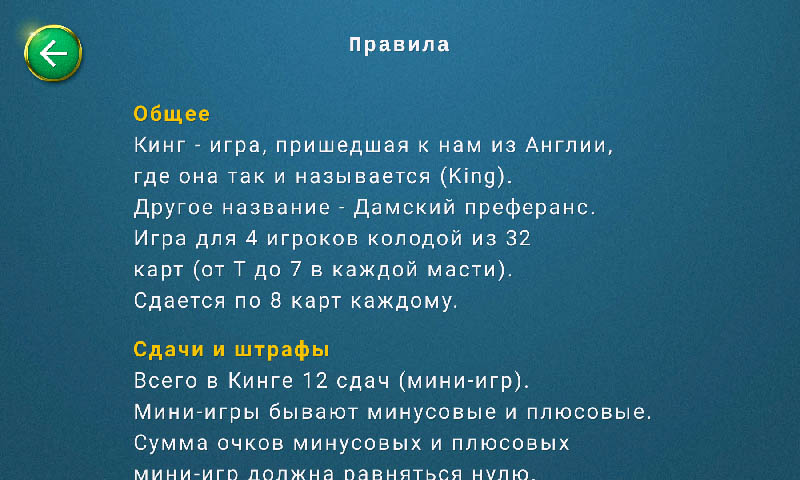 Правила
Общее
Кинг - игра, пришедшая к нам из Англии,
где она так и называется (King).
Другое название - Дамский преферанс.
Игра для 4 игроков колодой из 32
карт (от Т до 7 в каждой масти).
Сдается по 8 карт каждому.
Сдачи и штрафы
Всего в Кинге 12 сдач (мини-игр).
Мини-игры бывают минусовые и плюсовые.
Сумма очков минусовых и плюсовых
мини-игр должна равняться нулю.